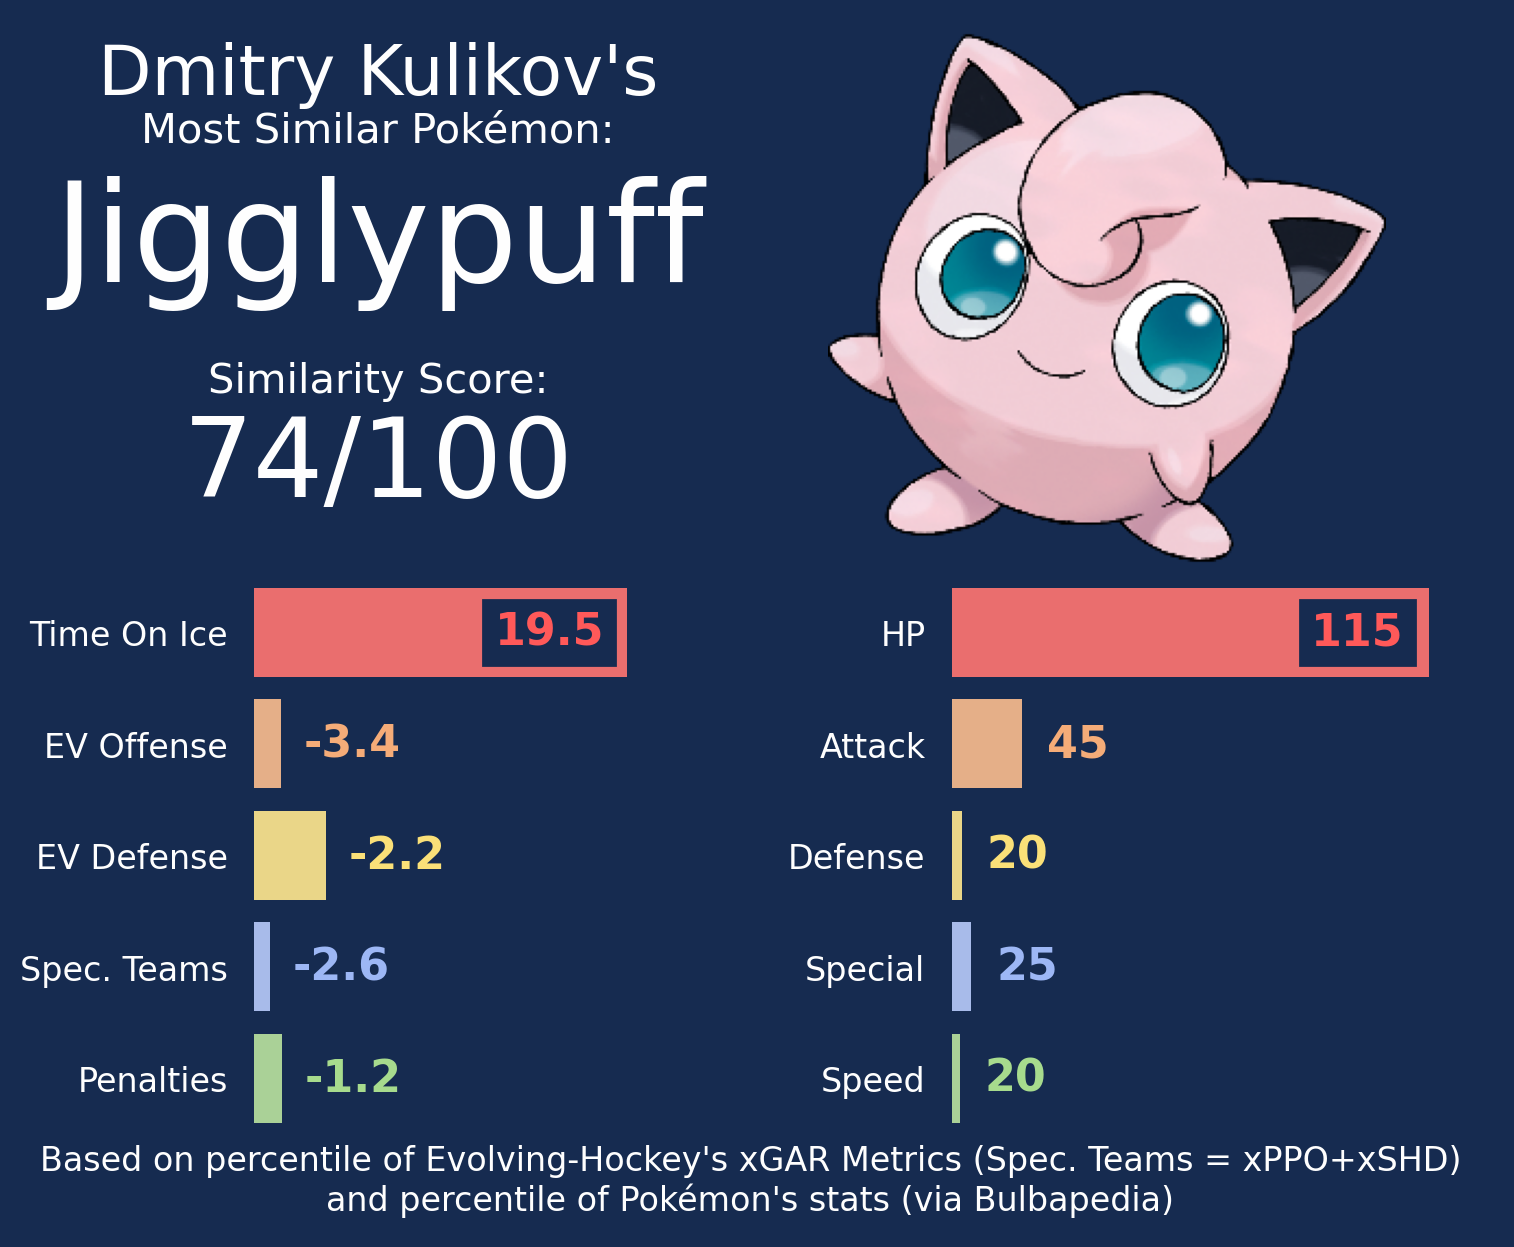 Dmitry Kulikov's
Most Similar Pokémon:
Jigglypuff
Similarity Score:
74/100
Time On Ice 19.5
EV Offense -3.4
EV Defense -2.2
Spec. Teams -2.6
Penalties -1.2
HP 115
Attack 45
Defense 20
Special 25
Speed 20
Based on percentile of Evolving-Hockey's xGAR Metrics (Spec. Teams = xPPO+xSHD)
and percentile of Pokémon's stats (via Bulbapedia)